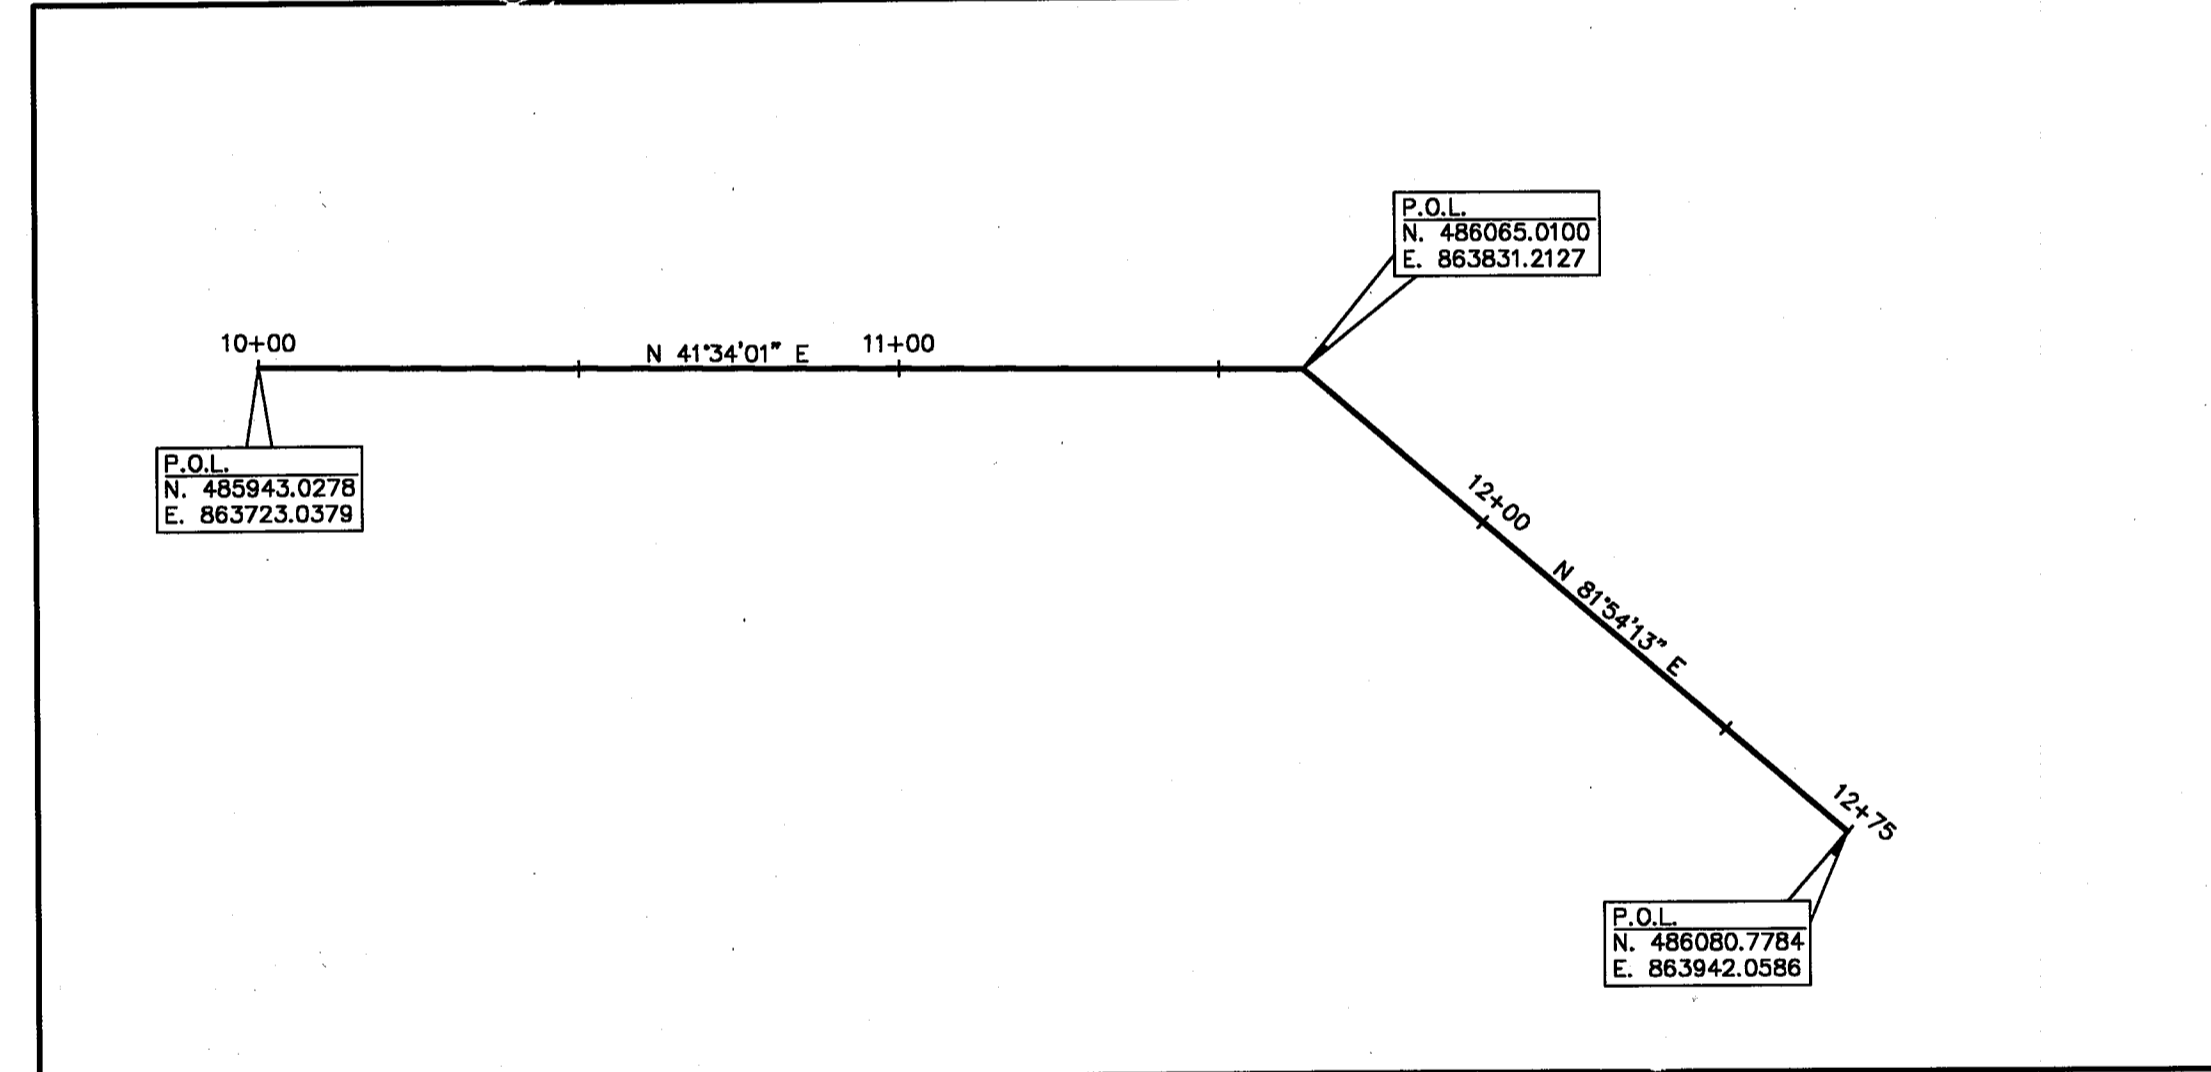 P.O.L.
N. 486065.0100
E. 863831.2127
10+00
N 41°34'01" E
11+00
P.O.L.
N. 485943.0278
E. 863723.0379
12+00
N 81°54'13" E
12+75
P.O.L.
N. 486080.7784
E. 863942.0586